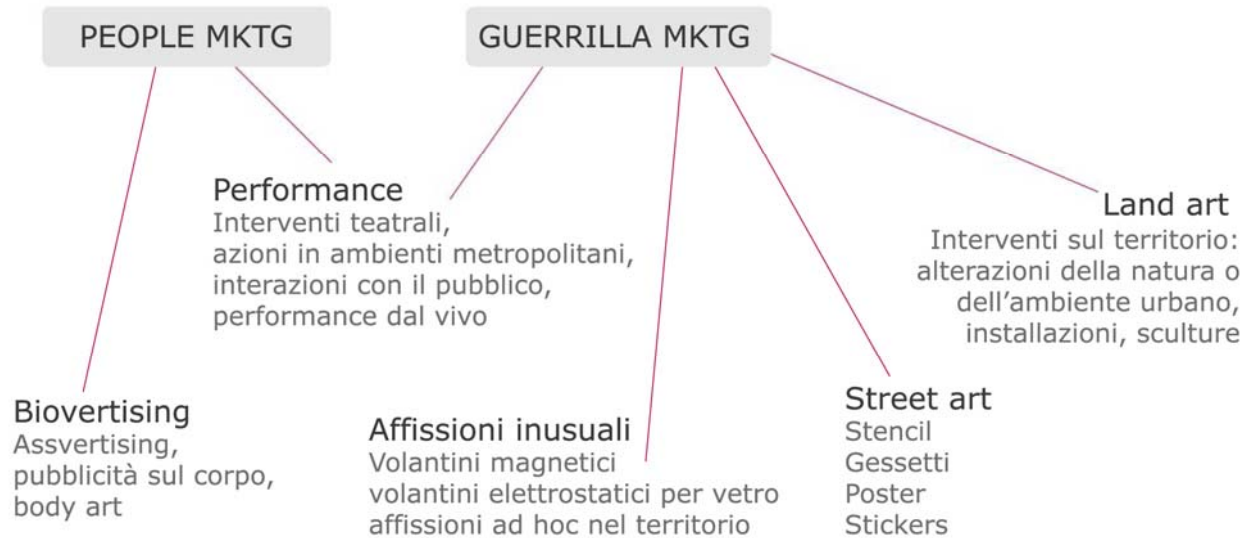 PEOPLE MKTG
GUERRILLA MKTG
Performance
Interventi teatrali,
azioni in ambienti metropolitani,
interazioni con il pubblico,
performance dal vivo
Land art
Interventi sul territorio:
alterazioni della natura o
dell'ambiente urbano,
installazioni, sculture
Biovertising
Assvertising,
pubblicità sul corpo,
body art
Affissioni inusuali
Volantini magnetici
volantini elettrostatici per vetro
affissioni ad hoc nel territorio
Street art
Stencil
Gessetti
Poster
Stickers